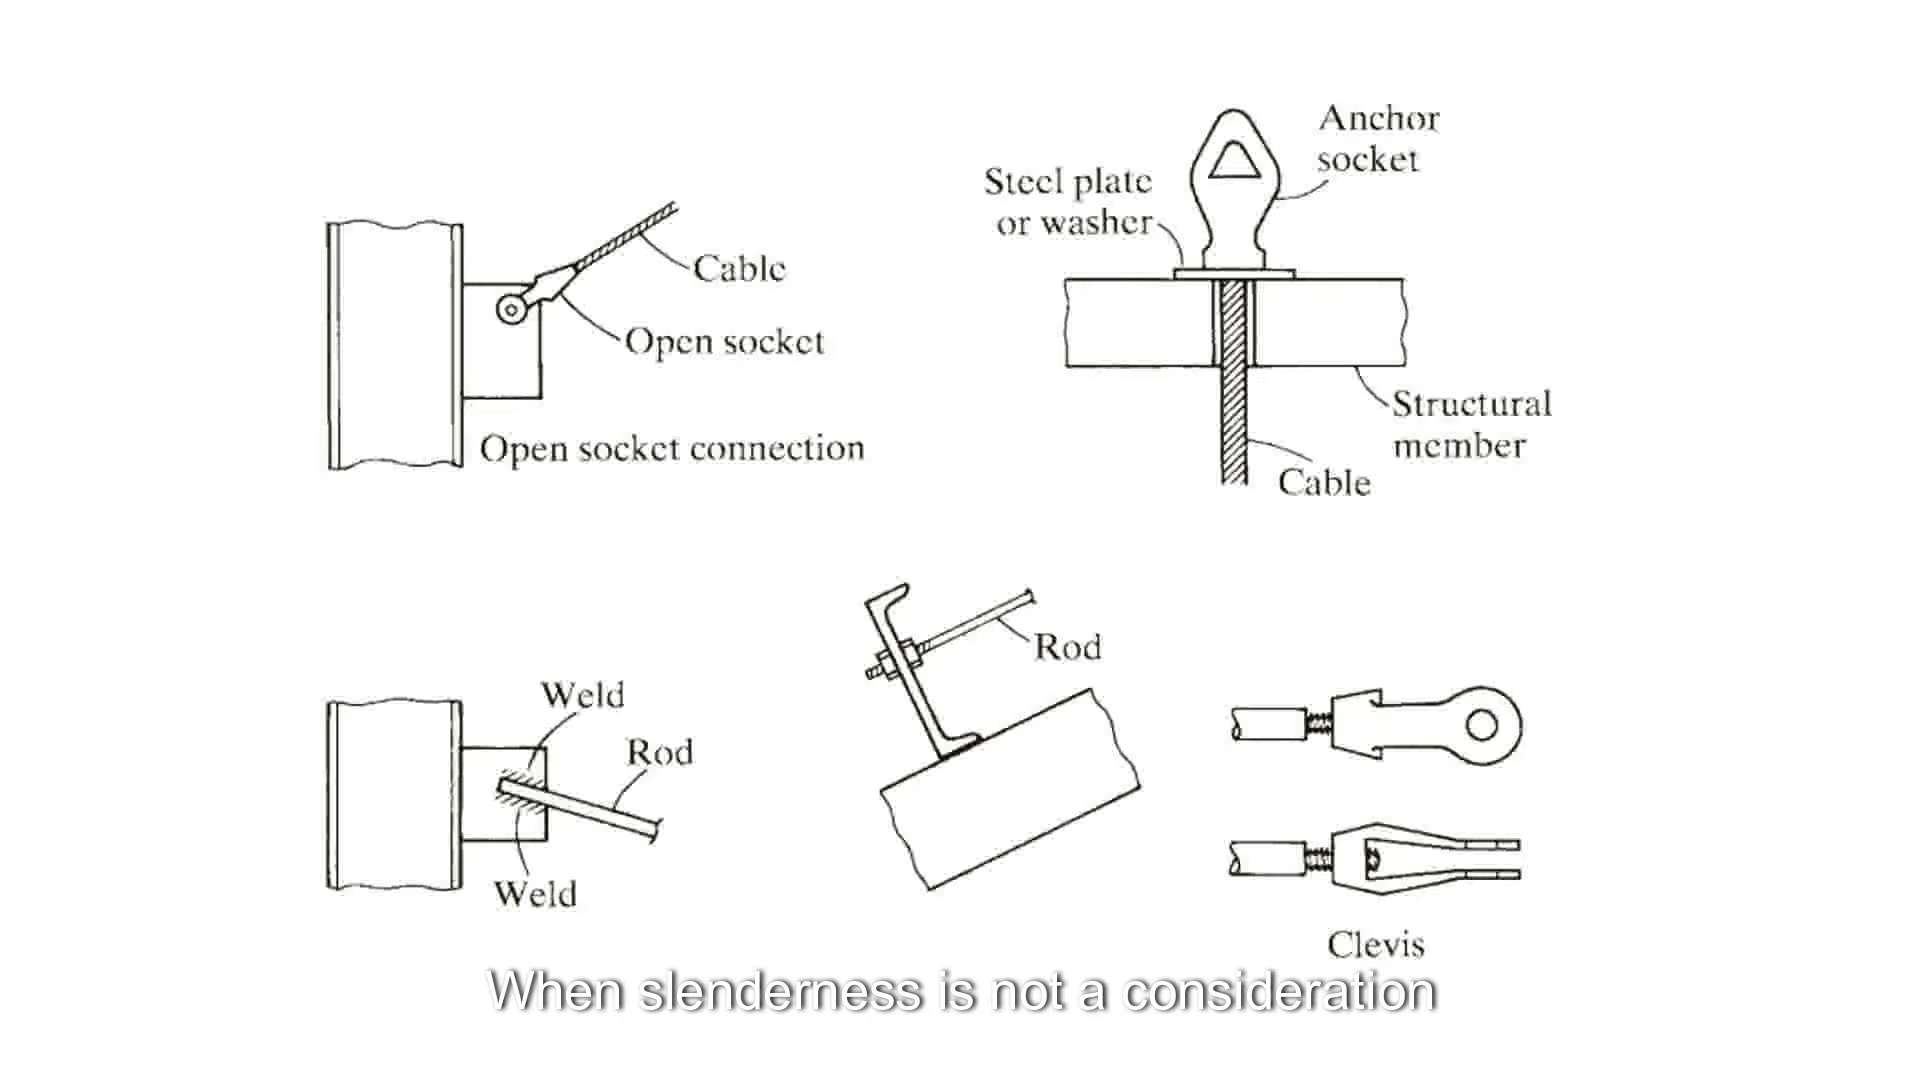 Anchor
socket
Steel plate
or washer
Cable
Open socket
Open socket connection
Structural
member
Cable
Rod
Weld
Rod
Weld
Clevis
When slenderness is not a consideration